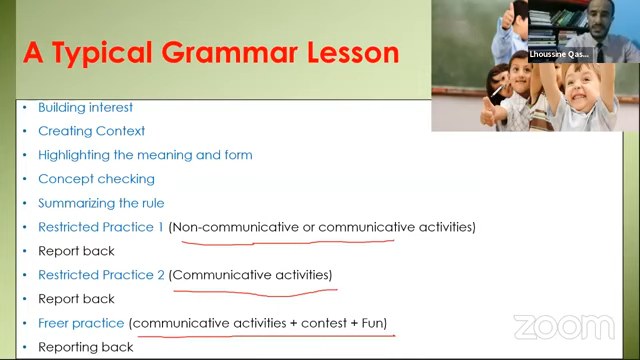 A Typical Grammar Lesson
Lhoussine Qas...
• Building interest
• Creating Context
• Highlighting the meaning and form
• Concept checking
• Summarizing the rule
• Restricted Practice 1 (Non-communicative or communicative activities)
• Report back
• Restricted Practice 2 (Communicative activities)
• Report back
• Freer practice (communicative activities + contest + Fun)
• Reporting back
zoom